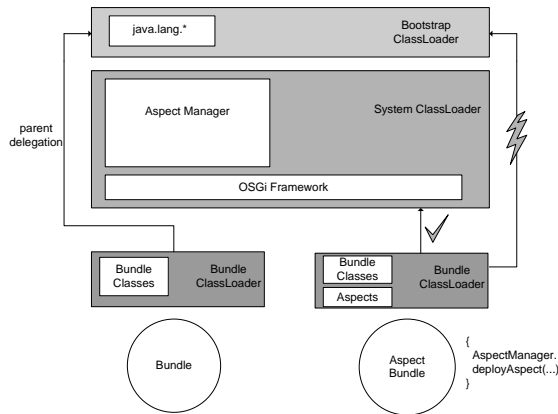 java.lang.*
Bootstrap
ClassLoader
Aspect Manager
System ClassLoader
parent
delegation
OSGi Framework
Bundle
Classes
Bundle
ClassLoader
Bundle
Classes
Aspects
Bundle
ClassLoader
Bundle
Aspect
Bundle
{
AspectManager.
deployAspect(...)
}